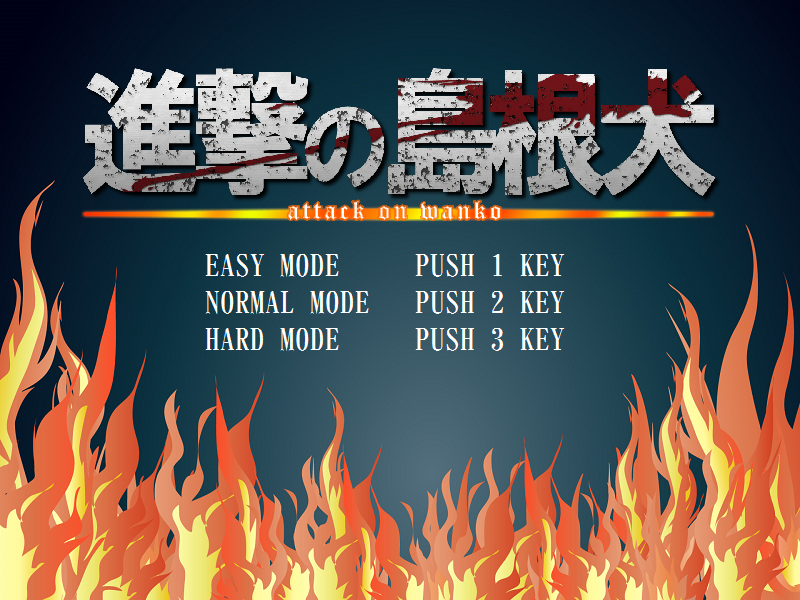 進撃の島根犬
attack on wanko
EASY MODE PUSH 1 KEY
NORMAL MODE PUSH 2 KEY
HARD MODE PUSH 3 KEY